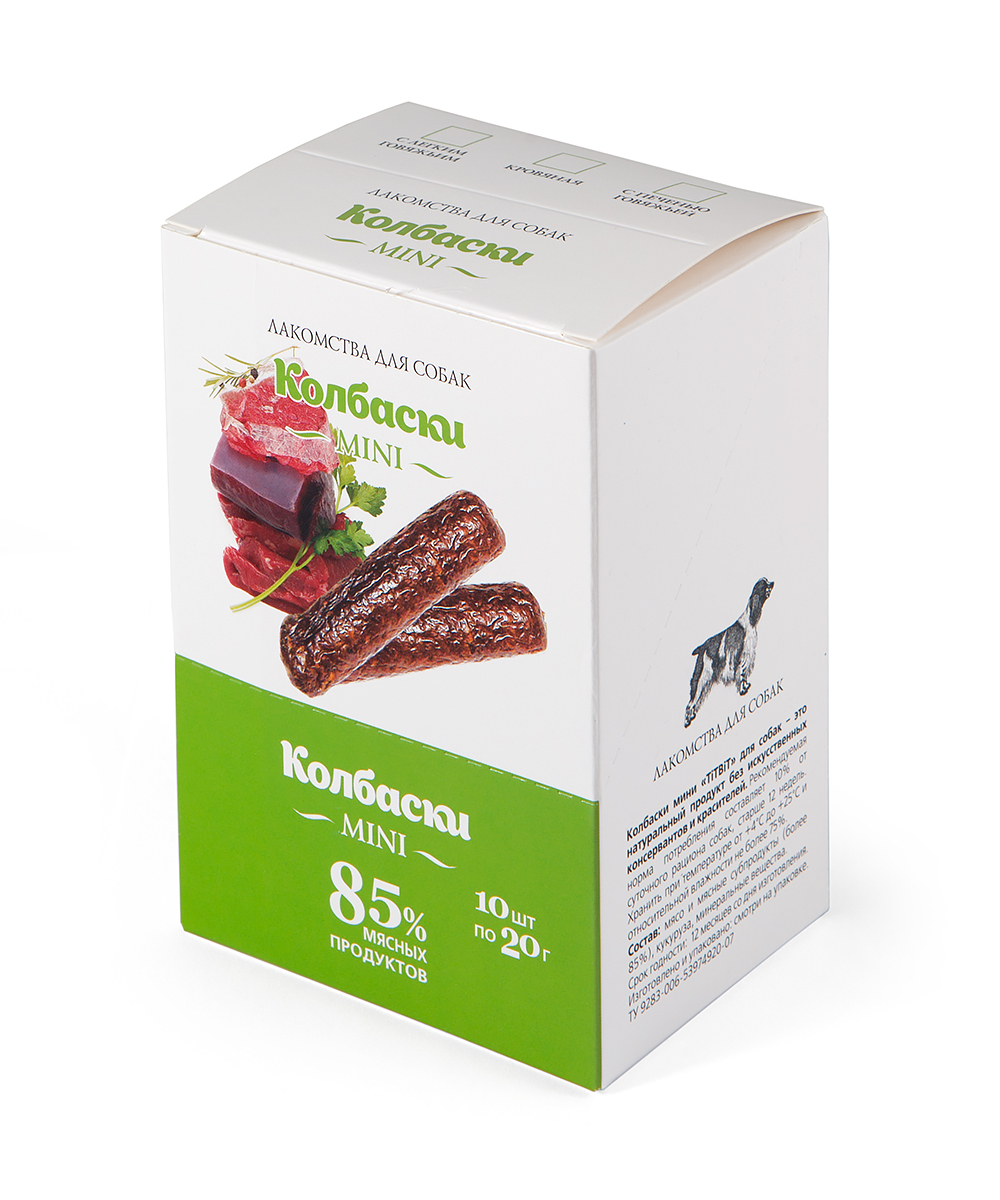 С ЛЕГКИМ
ГОВЯЖЬИМ
КРОВЯНАЯ
С ПЕЧЕНЬЮ
ГОВЯЖЬЕЙ
ЛАКОМСТВА ДЛЯ СОБАК
Колбаски
MINI
ЛАКОМСТВА ДЛЯ СОБАК
Колбаски
MINI
Колбаски
MINI
85%
МЯСНЫХ
ПРОДУКТОВ
10 шт
по 20 г
ЛАКОМСТВА ДЛЯ СОБАК
Колбаски мини «TiTBiT» для собак – это
натуральный продукт без искусственных
консервантов и красителей. Рекомендуемая
норма потребления составляет 10% от
суточного рациона собак, старше 12 недель.
Хранить при температуре от +4°С до +25°С и
относительной влажности не более 75%.
Состав: мясо и мясные субпродукты (более
85%), кукуруза, минеральные вещества.
Срок годности: 12 месяцев со дня изготовления.
Изготовлено и упаковано: смотри на упаковке.
ТУ 9283-006-53974920-07